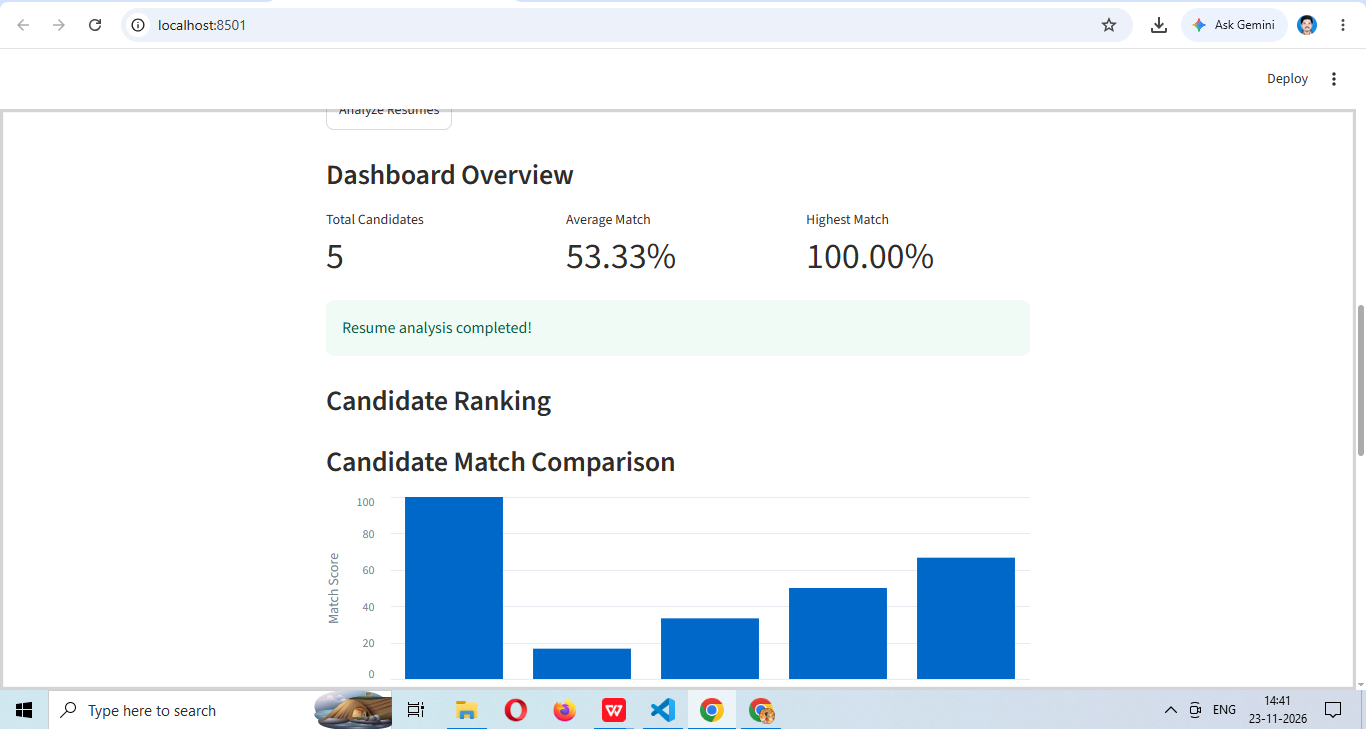 localhost:8501
Ask Gemini
Deploy
Analyze Resumes
Dashboard Overview
Total Candidates
Average Match
Highest Match
5
53.33%
100.00%
Resume analysis completed!
Candidate Ranking
Candidate Match Comparison
Match Score
100
80
60
40
20
0
Type here to search
W
ENG
14:41
23-11-2026